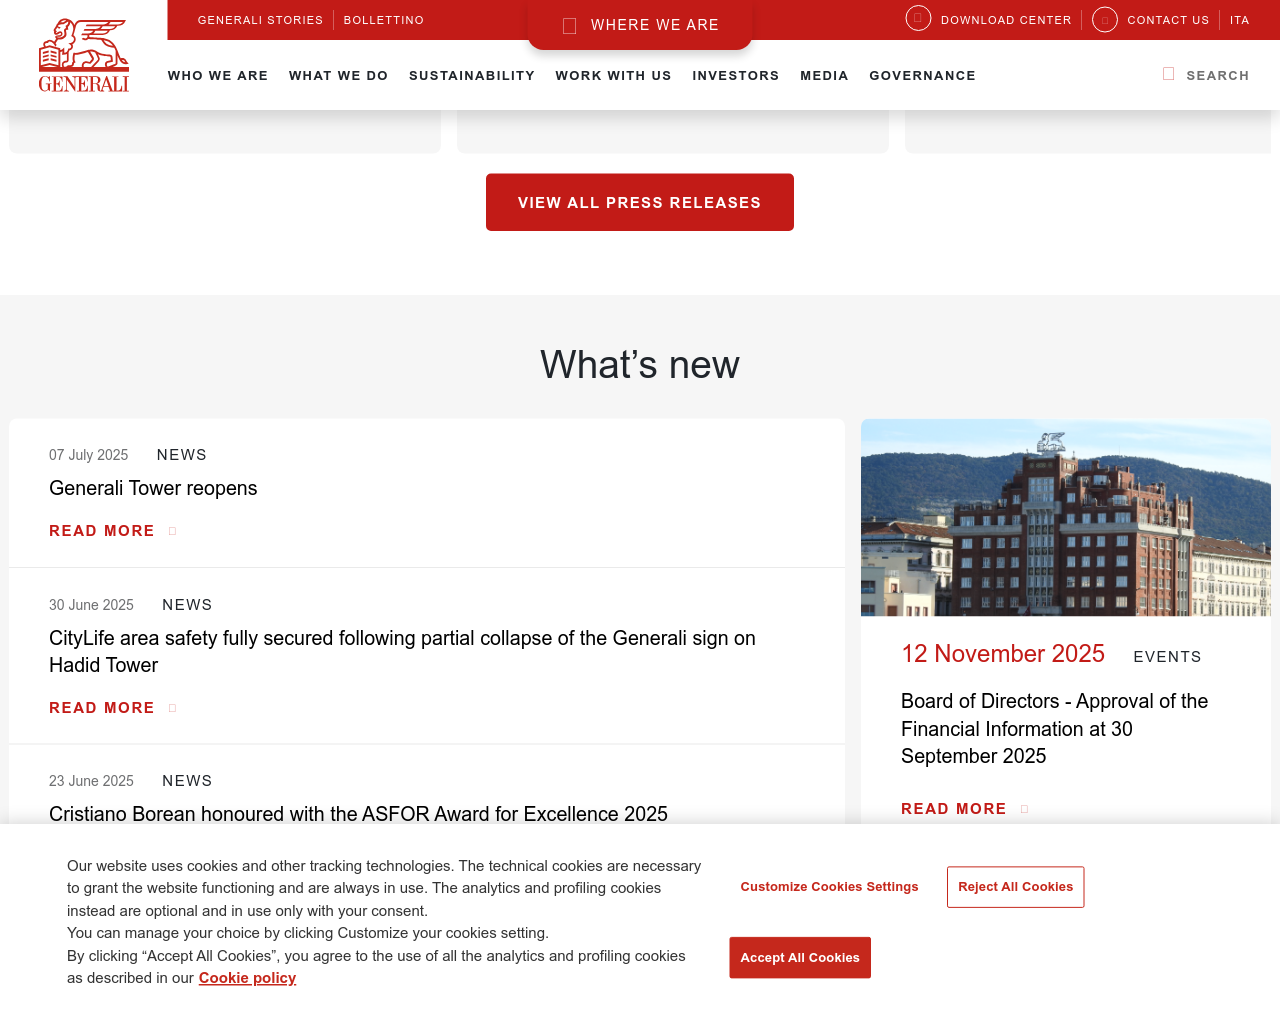 GENERALI STORIES
BOLLETTINO
WHERE WE ARE
DOWNLOAD CENTER
CONTACT US
ITA
GENERALI
WHO WE ARE
WHAT WE DO
SUSTAINABILITY
WORK WITH US
INVESTORS
MEDIA
GOVERNANCE
SEARCH
VIEW ALL PRESS RELEASES
What’s new
07 July 2025 NEWS
Generali Tower reopens
READ MORE
30 June 2025 NEWS
CityLife area safety fully secured following partial collapse of the Generali sign on
Hadid Tower
READ MORE
23 June 2025 NEWS
Cristiano Borean honoured with the ASFOR Award for Excellence 2025
12 November 2025 EVENTS
Board of Directors - Approval of the
Financial Information at 30
September 2025
READ MORE
Our website uses cookies and other tracking technologies. The technical cookies are necessary
to grant the website functioning and are always in use. The analytics and profiling cookies
instead are optional and in use only with your consent.
You can manage your choice by clicking Customize your cookies setting.
By clicking “Accept All Cookies”, you agree to the use of all the analytics and profiling cookies
as described in our Cookie policy
Customize Cookies Settings
Reject All Cookies
Accept All Cookies